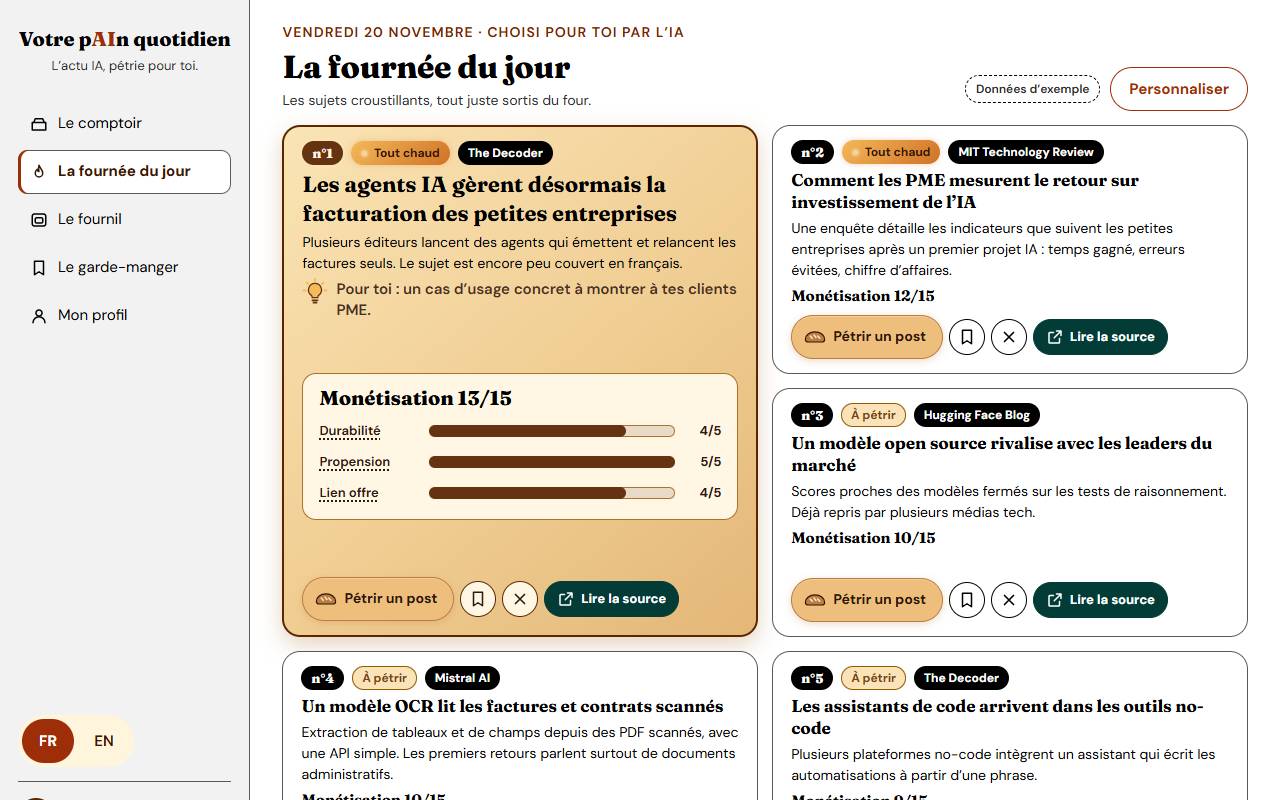 Votre pAIn quotidien
L'actu IA, pétrie pour toi.
Le comptoir
La fournée du jour
Le fournil
Le garde-manger
Mon profil
FR
EN
VENDREDI 20 NOVEMBRE · CHOISI POUR TOI PAR L'IA
La fournée du jour
Les sujets croustillants, tout juste sortis du four.
Données d'exemple
Personnaliser
n°1 Tout chaud The Decoder
Les agents IA gèrent désormais la
facturation des petites entreprises
Plusieurs éditeurs lancent des agents qui émettent et relancent les
factures seuls. Le sujet est encore peu couvert en français.
Pour toi : un cas d'usage concret à montrer à tes clients
PME.
Monétisation 13/15
Durabilité 4/5
Propension 5/5
Lien offre 4/5
Pétrir un post Lire la source
n°2 Tout chaud MIT Technology Review
Comment les PME mesurent le retour sur
investissement de l'IA
Une enquête détaille les indicateurs que suivent les petites
entreprises après un premier projet IA : temps gagné, erreurs
évitées, chiffre d'affaires.
Monétisation 12/15
Pétrir un post Lire la source
n°3 À pétrir Hugging Face Blog
Un modèle open source rivalise avec les leaders du
marché
Scores proches des modèles fermés sur les tests de raisonnement.
Déjà repris par plusieurs médias tech.
Monétisation 10/15
Pétrir un post Lire la source
n°4 À pétrir Mistral AI
Un modèle OCR lit les factures et contrats scannés
Extraction de tableaux et de champs depuis des PDF scannés, avec
une API simple. Les premiers retours parlent surtout de documents
administratifs.
Monétisation 10/15
n°5 À pétrir The Decoder
Les assistants de code arrivent dans les outils no-
code
Plusieurs plateformes no-code intègrent un assistant qui écrit les
automatisations à partir d'une phrase.
Monétisation 9/15